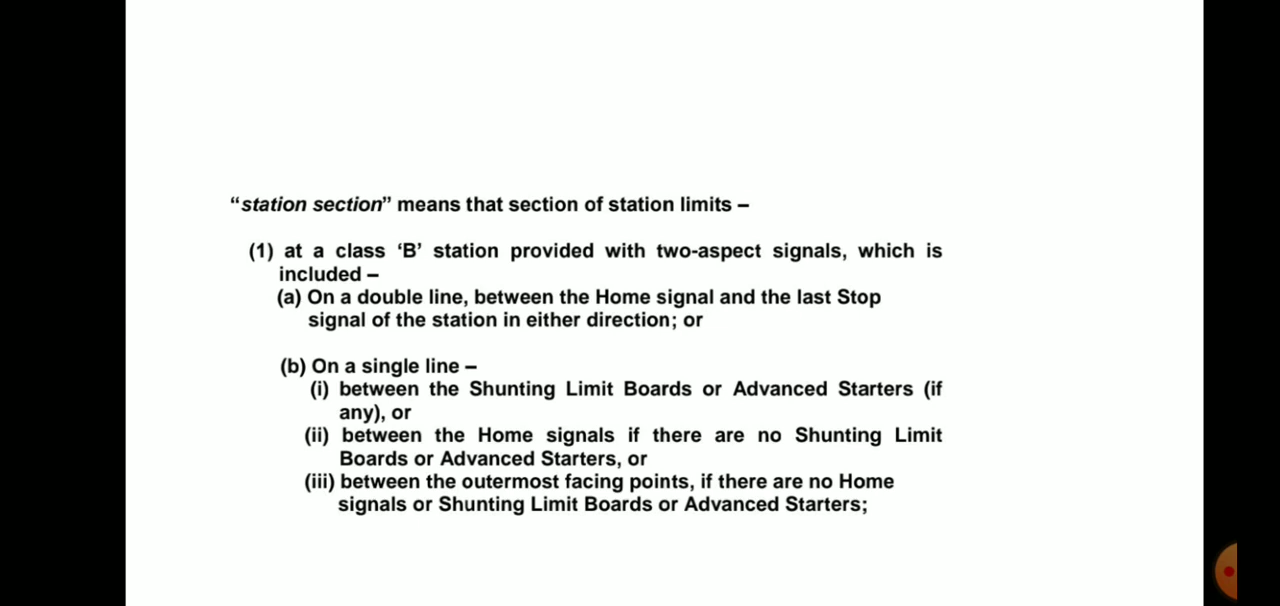 “station section” means that section of station limits –
(1) at a class ‘B’ station provided with two-aspect signals, which is
included –
(a) On a double line, between the Home signal and the last Stop
signal of the station in either direction; or
(b) On a single line –
(i) between the Shunting Limit Boards or Advanced Starters (if
any), or
(ii) between the Home signals if there are no Shunting Limit
Boards or Advanced Starters, or
(iii) between the outermost facing points, if there are no Home
signals or Shunting Limit Boards or Advanced Starters;